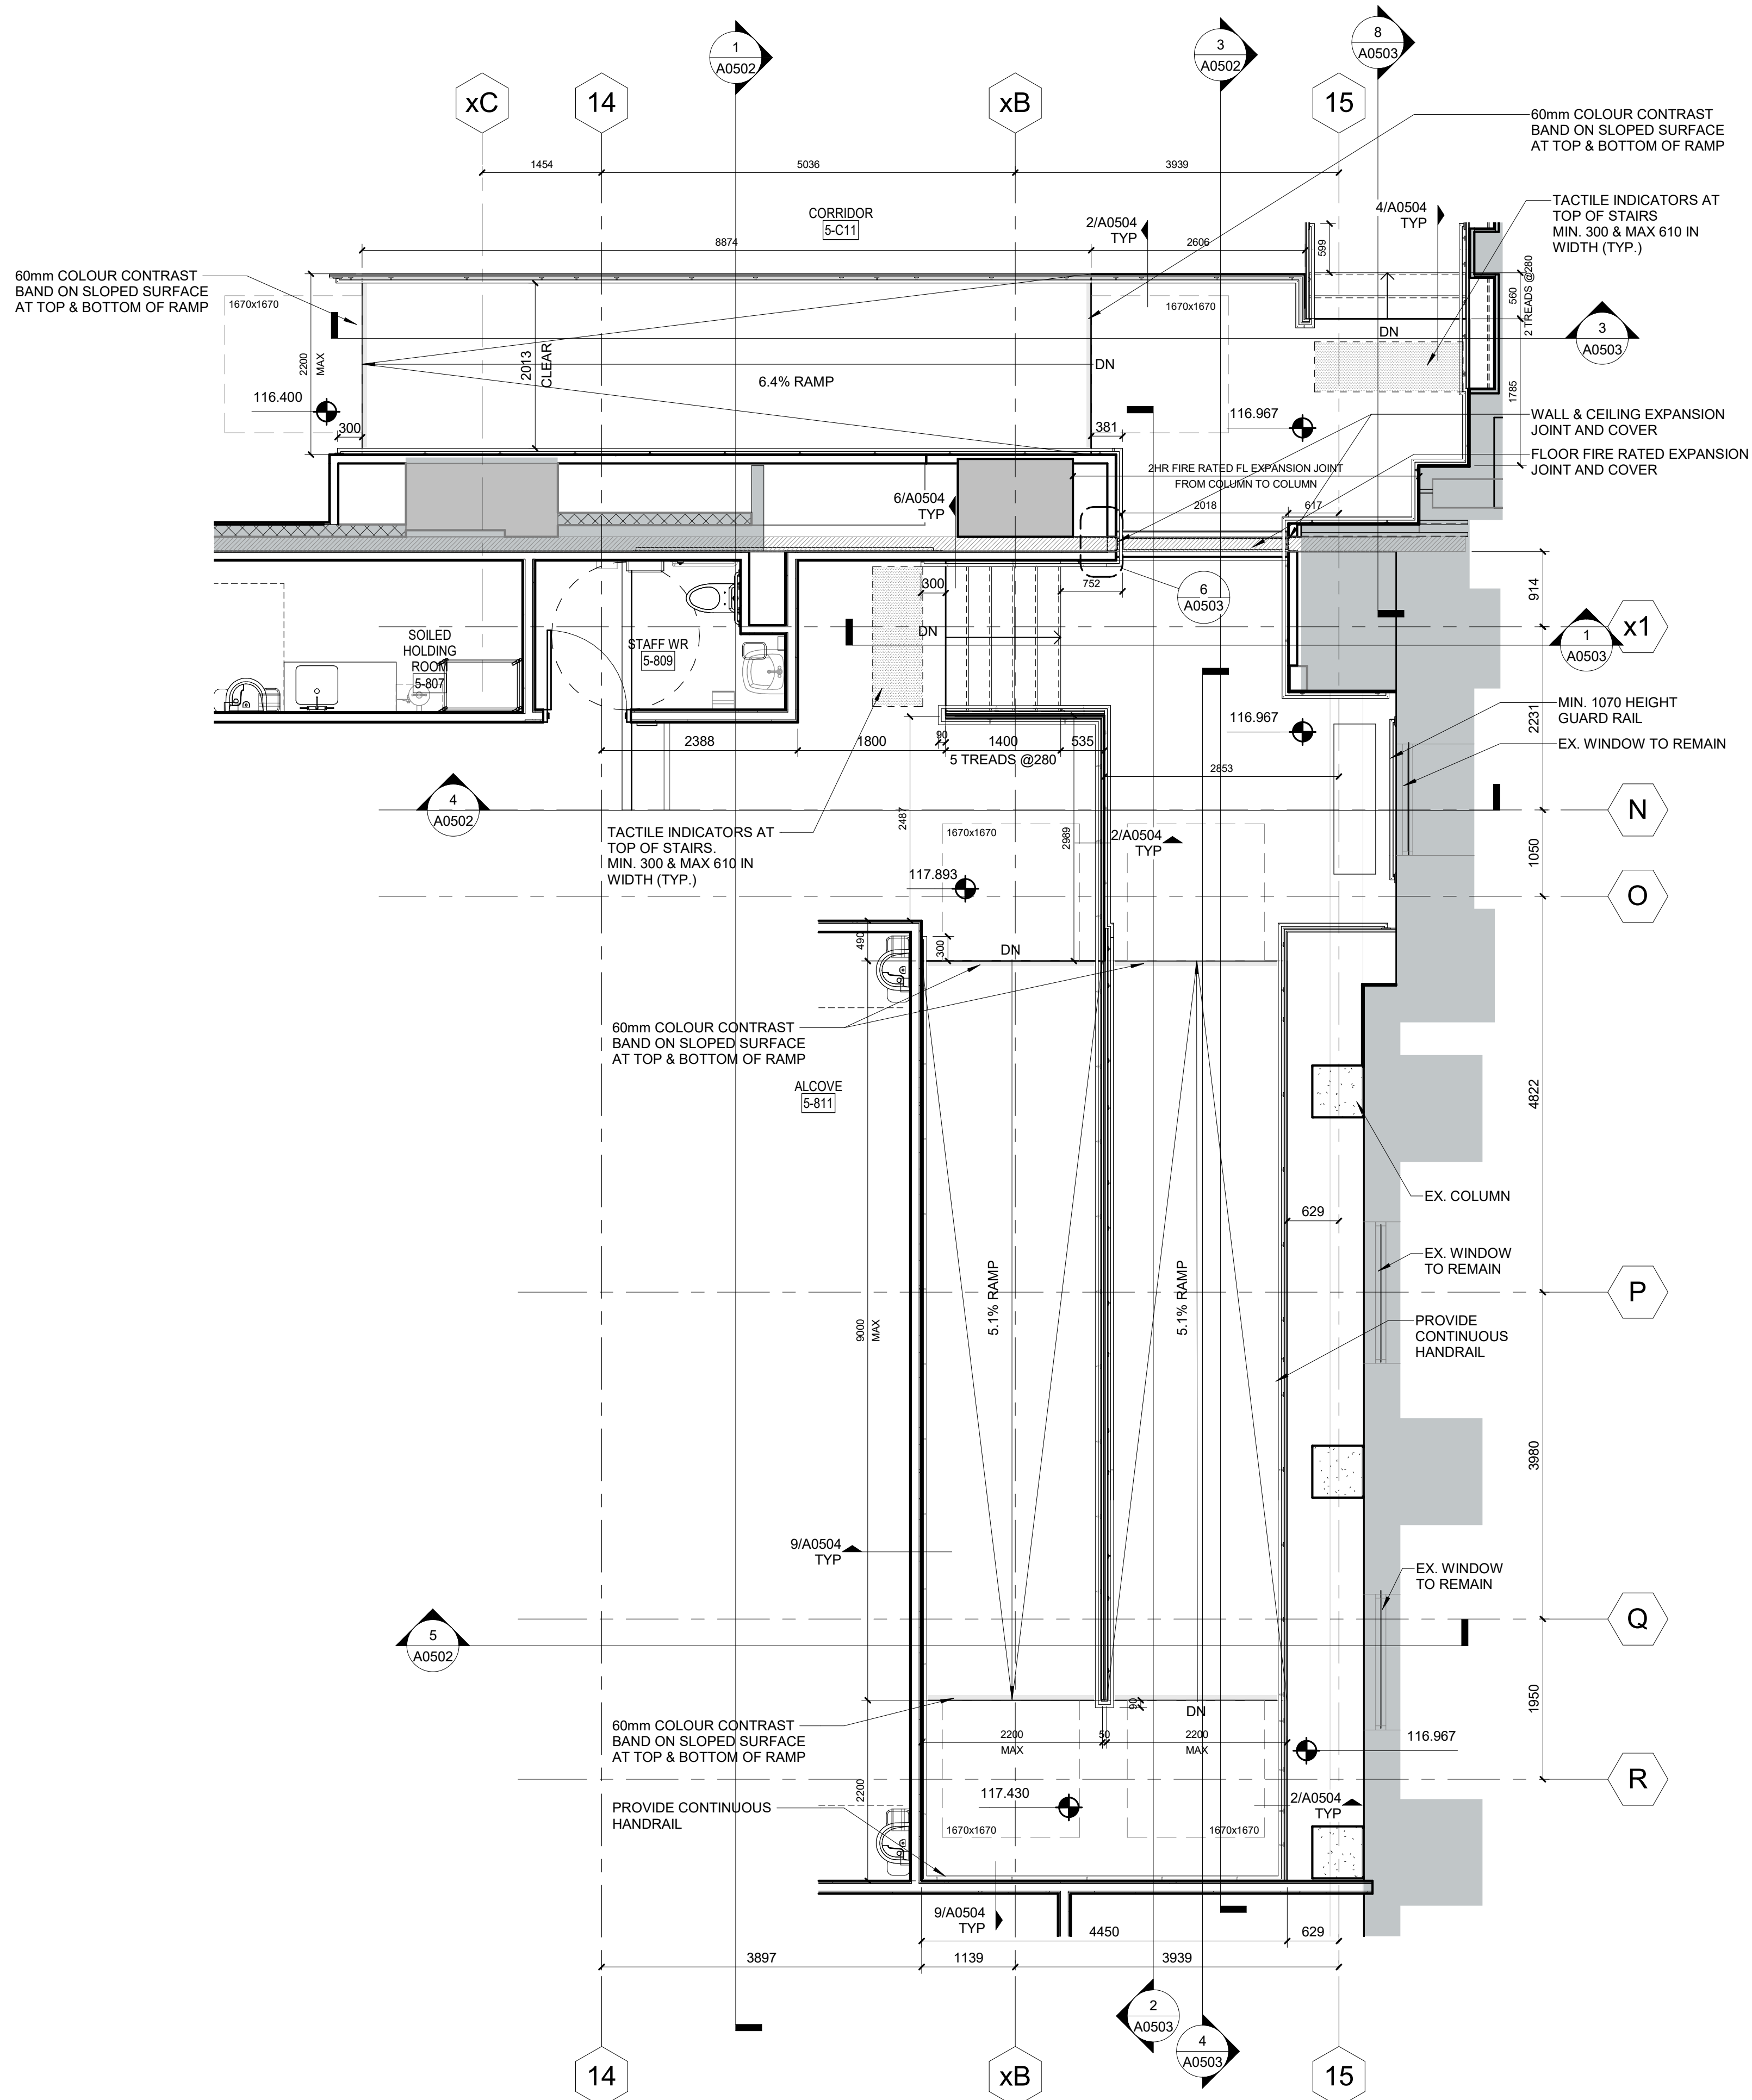 1
A0502
3
A0502
8
A0503
xC
14
xB
15
60mm COLOUR CONTRAST
BAND ON SLOPED SURFACE
AT TOP & BOTTOM OF RAMP
1454
5036
3939
TACTILE INDICATORS AT
TOP OF STAIRS
MIN. 300 & MAX 610 IN
WIDTH (TYP.)
CORRIDOR
5-C11
2/A0504
TYP
4/A0504
TYP
8874
2606
599
60mm COLOUR CONTRAST
BAND ON SLOPED SURFACE
AT TOP & BOTTOM OF RAMP
1670x1670
1670x1670
560
2 TREADS @280
3
A0503
DN
2200
MAX
2013
CLEAR
DN
6.4% RAMP
1785
116.400
116.967
300
381
WALL & CEILING EXPANSION
JOINT AND COVER
FLOOR FIRE RATED EXPANSION
JOINT AND COVER
2HR FIRE RATED FL EXPANSION JOINT
FROM COLUMN TO COLUMN
6/A0504
TYP
2018
617
300
752
6
A0503
914
x1
1
A0503
SOILED
HOLDING
ROOM
5-807
STAFF WR
5-809
DN
116.967
MIN. 1070 HEIGHT
GUARD RAIL
2231
EX. WINDOW TO REMAIN
2388
1800
90
1400
535
5 TREADS @280
2853
4
A0502
N
2487
2989
TACTILE INDICATORS AT
TOP OF STAIRS.
MIN. 300 & MAX 610 IN
WIDTH (TYP.)
1670x1670
2/A0504
TYP
1050
117.893
O
490
300
DN
60mm COLOUR CONTRAST
BAND ON SLOPED SURFACE
AT TOP & BOTTOM OF RAMP
ALCOVE
5-811
4822
EX. COLUMN
629
EX. WINDOW
TO REMAIN
5.1% RAMP
5.1% RAMP
P
9000
MAX
PROVIDE
CONTINUOUS
HANDRAIL
3980
9/A0504
TYP
EX. WINDOW
TO REMAIN
5
A0502
Q
90
DN
1950
60mm COLOUR CONTRAST
BAND ON SLOPED SURFACE
AT TOP & BOTTOM OF RAMP
2200
MAX
50
2200
MAX
116.967
R
2200
117.430
2/A0504
TYP
PROVIDE CONTINUOUS
HANDRAIL
1670x1670
1670x1670
9/A0504
TYP
4450
629
3897
1139
3939
2
A0503
4
A0503
14
xB
15